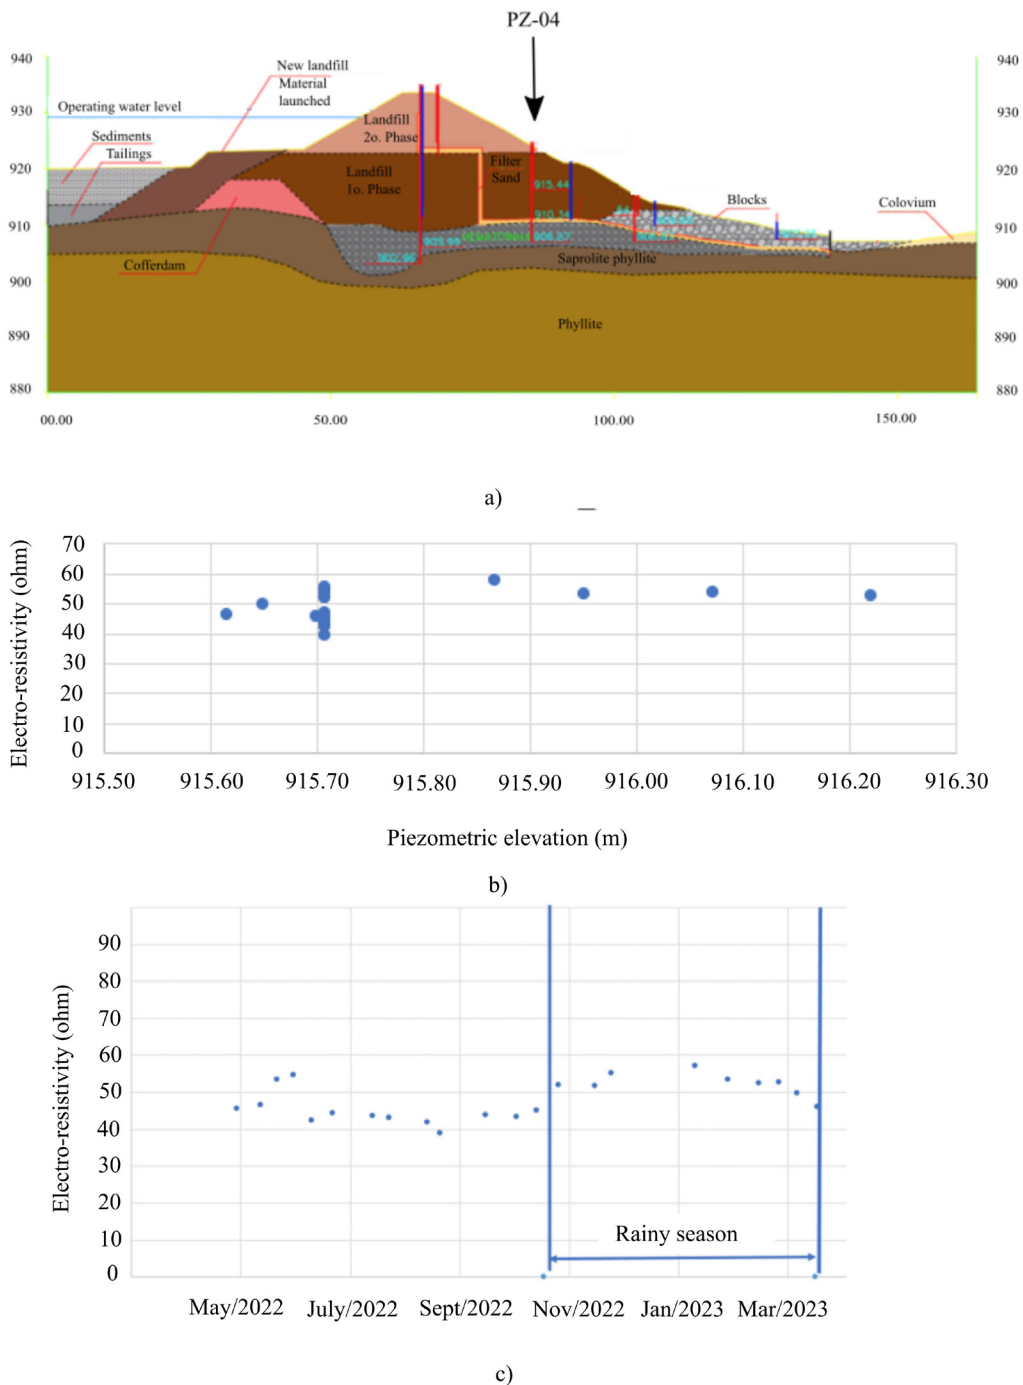 PZ-04
940
940
New landfill
Material
launched
930
930
Operating water level
Landfill
2o. Phase
Sediments
Tailings
920
920
Landfill
1o. Phase
Filter
Sand
915.44
Blocks
Colovium
910
910
910.34
Cofferdam
Saprolite phyllite
902.96
900
900
Phyllite
890
890
880
880
00.00
50.00
100.00
150.00
a)
Electro-resistivity (ohm)
70
60
50
40
30
20
10
0
915.50
915.60
915.70
915.80
915.90
916.00
916.10
916.20
916.30
Piezometric elevation (m)
b)
Electro-resistivity (ohm)
90
80
70
60
50
40
30
20
10
0
Rainy season
May/2022
July/2022
Sept/2022
Nov/2022
Jan/2023
Mar/2023
c)